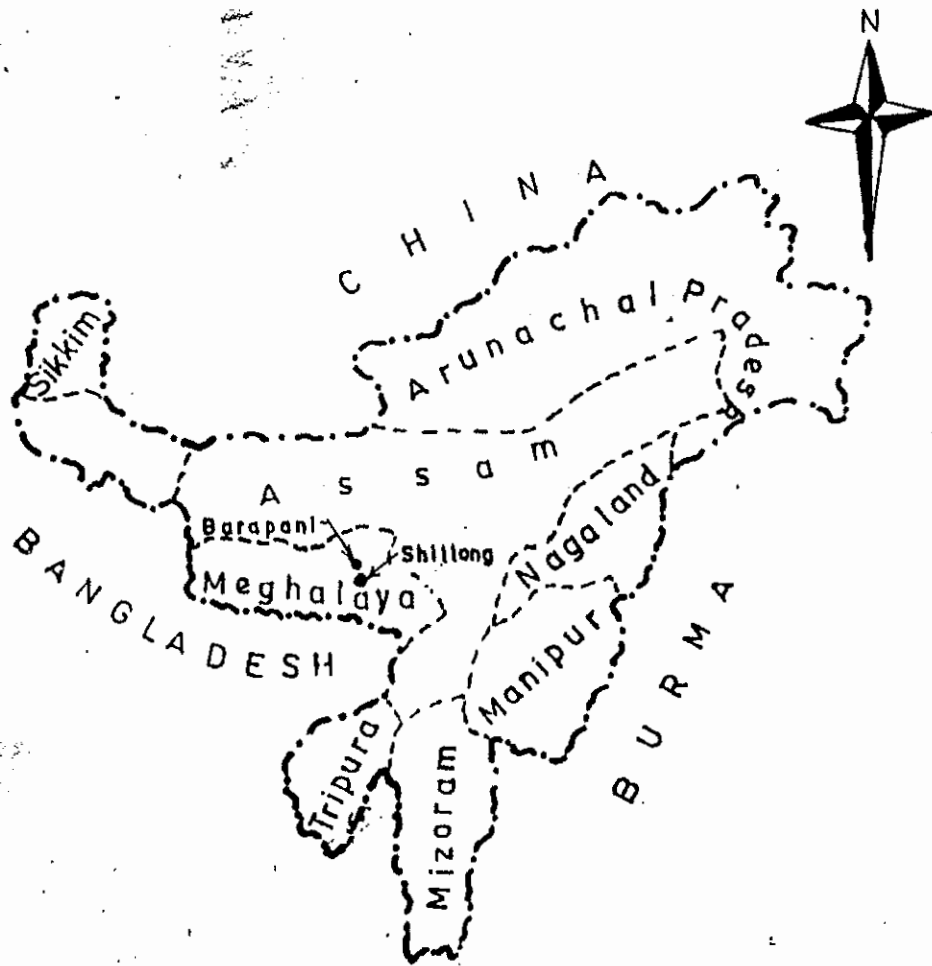 N
CHINA
Arunachal Pradesh
Sikkim
Assam
Barapani
Shillong
Nagaland
Meghalaya
BANGLADESH
Manipur
BURMA
Tripura
Mizoram